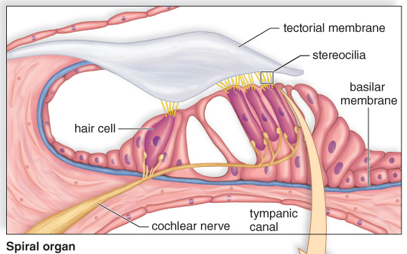 tectorial membrane
stereocilia
basilar
membrane
hair cell
cochlear nerve
tympanic
canal
Spiral organ